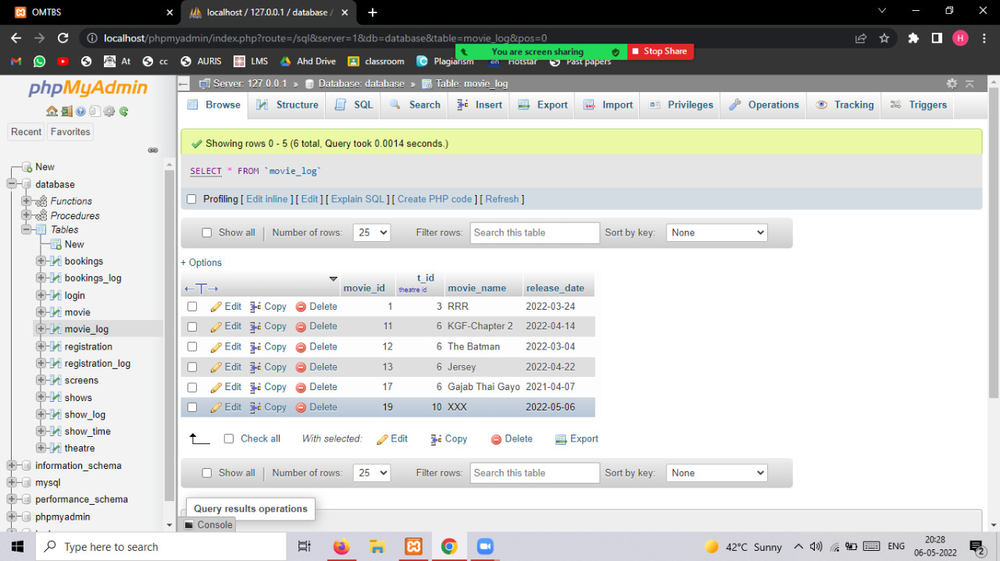 OMTBS
localhost / 127.0.0.1 / database /
localhost/phpmyadmin/index.php?route=/sql&server=1&db=database&table=movie_log&pos=0
H
You are screen sharing
Stop Share
At
cc
AURIS
LMS
Ahd Drive
classroom
Plagiarism
Hotstar
Past papers
phpMyAdmin
Recent
Favorites
New
database
Functions
Procedures
Tables
New
bookings
bookings_log
login
movie
movie_log
registration
registration_log
screens
shows
show_log
show_time
theatre
information_schema
mysql
performance_schema
phpmyadmin
Server: 127.0.0.1 » Database: database » Table: movie_log
Browse Structure SQL Search Insert Export Import Privileges Operations Tracking Triggers
Showing rows 0 - 5 (6 total, Query took 0.0014 seconds.)
SELECT * FROM `movie_log`
Profiling [ Edit inline ] [ Edit ] [ Explain SQL ] [ Create PHP code ] [ Refresh ]
Show all Number of rows: 25 Filter rows: Search this table Sort by key: None
+ Options
movie_id t_id theatre id movie_name release_date
Edit Copy Delete 1 3 RRR 2022-03-24
Edit Copy Delete 11 6 KGF-Chapter 2 2022-04-14
Edit Copy Delete 12 6 The Batman 2022-03-04
Edit Copy Delete 13 6 Jersey 2022-04-22
Edit Copy Delete 17 6 Gajab Thai Gayo 2021-04-07
Edit Copy Delete 19 10 XXX 2022-05-06
Check all With selected: Edit Copy Delete Export
Show all Number of rows: 25 Filter rows: Search this table Sort by key: None
Query results operations
Console
Type here to search
42°C Sunny
ENG
20:28
06-05-2022
2